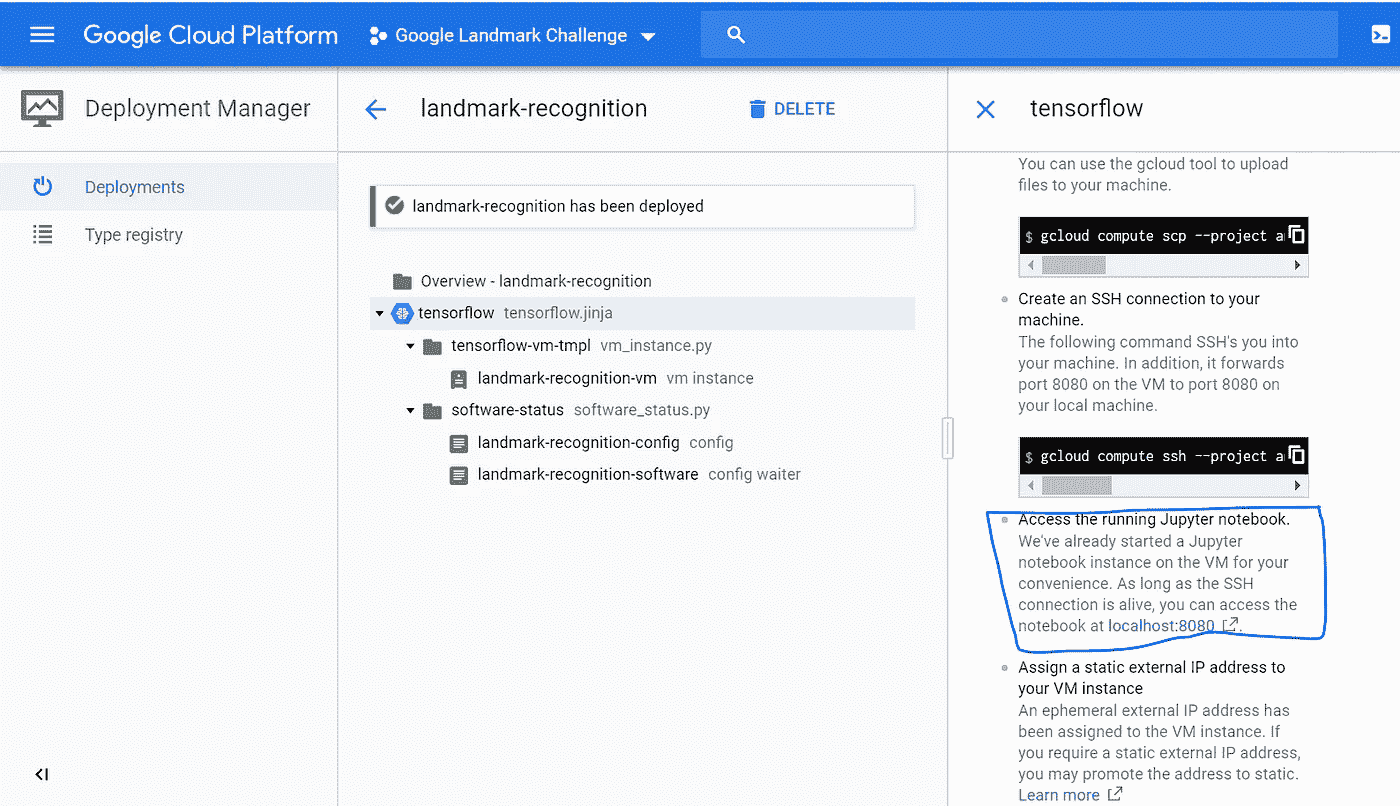 Google Cloud Platform
Google Landmark Challenge
Deployment Manager
landmark-recognition
DELETE
tensorflow
Deployments
Type registry
landmark-recognition has been deployed
Overview - landmark-recognition
tensorflow tensorflow.jinja
tensorflow-vm-tmpl vm_instance.py
landmark-recognition-vm vm instance
software-status software_status.py
landmark-recognition-config config
landmark-recognition-software config waiter
You can use the gcloud tool to upload
files to your machine.
$ gcloud compute scp --project
Create an SSH connection to your
machine.
The following command SSH's you into
your machine. In addition, it forwards
port 8080 on the VM to port 8080 on
your local machine.
$ gcloud compute ssh --project
Access the running Jupyter notebook.
We've already started a Jupyter
notebook instance on the VM for your
convenience. As long as the SSH
connection is alive, you can access the
notebook at localhost:8080 .
Assign a static external IP address to
your VM instance
An ephemeral external IP address has
been assigned to the VM instance. If
you require a static external IP address,
you may promote the address to static.
Learn more